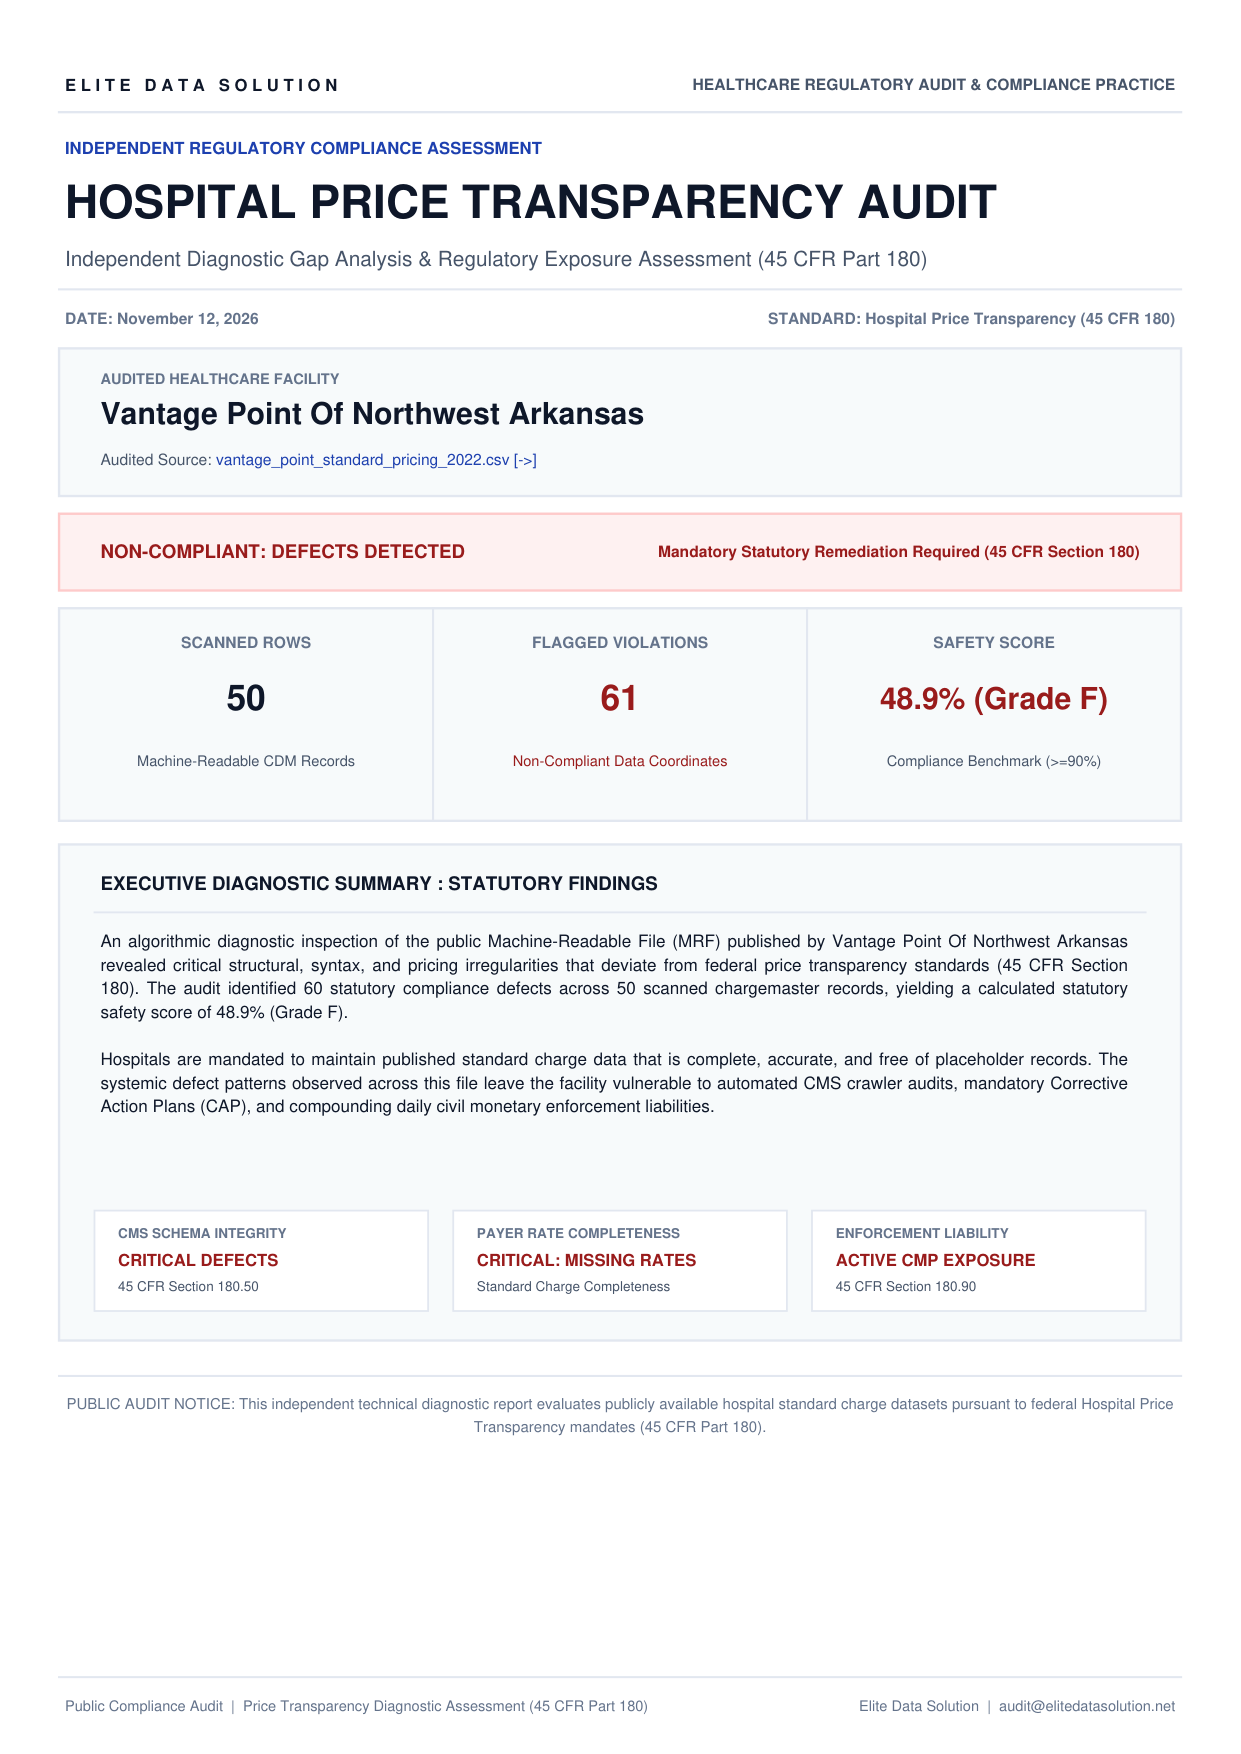 ELITE DATA SOLUTION
HEALTHCARE REGULATORY AUDIT & COMPLIANCE PRACTICE
INDEPENDENT REGULATORY COMPLIANCE ASSESSMENT
HOSPITAL PRICE TRANSPARENCY AUDIT
Independent Diagnostic Gap Analysis & Regulatory Exposure Assessment (45 CFR Part 180)
DATE: November 12, 2026
STANDARD: Hospital Price Transparency (45 CFR 180)
AUDITED HEALTHCARE FACILITY
Vantage Point Of Northwest Arkansas
Audited Source: vantage_point_standard_pricing_2022.csv [->]
NON-COMPLIANT: DEFECTS DETECTED
Mandatory Statutory Remediation Required (45 CFR Section 180)
SCANNED ROWS
50
Machine-Readable CDM Records
FLAGGED VIOLATIONS
61
Non-Compliant Data Coordinates
SAFETY SCORE
48.9% (Grade F)
Compliance Benchmark (>=90%)
EXECUTIVE DIAGNOSTIC SUMMARY : STATUTORY FINDINGS
An algorithmic diagnostic inspection of the public Machine-Readable File (MRF) published by Vantage Point Of Northwest Arkansas
revealed critical structural, syntax, and pricing irregularities that deviate from federal price transparency standards (45 CFR Section
180). The audit identified 60 statutory compliance defects across 50 scanned chargemaster records, yielding a calculated statutory
safety score of 48.9% (Grade F).
Hospitals are mandated to maintain published standard charge data that is complete, accurate, and free of placeholder records. The
systemic defect patterns observed across this file leave the facility vulnerable to automated CMS crawler audits, mandatory Corrective
Action Plans (CAP), and compounding daily civil monetary enforcement liabilities.
CMS SCHEMA INTEGRITY
CRITICAL DEFECTS
45 CFR Section 180.50
PAYER RATE COMPLETENESS
CRITICAL: MISSING RATES
Standard Charge Completeness
ENFORCEMENT LIABILITY
ACTIVE CMP EXPOSURE
45 CFR Section 180.90
PUBLIC AUDIT NOTICE: This independent technical diagnostic report evaluates publicly available hospital standard charge datasets pursuant to federal Hospital Price
Transparency mandates (45 CFR Part 180).
Public Compliance Audit | Price Transparency Diagnostic Assessment (45 CFR Part 180)
Elite Data Solution | audit@elitedatasolution.net